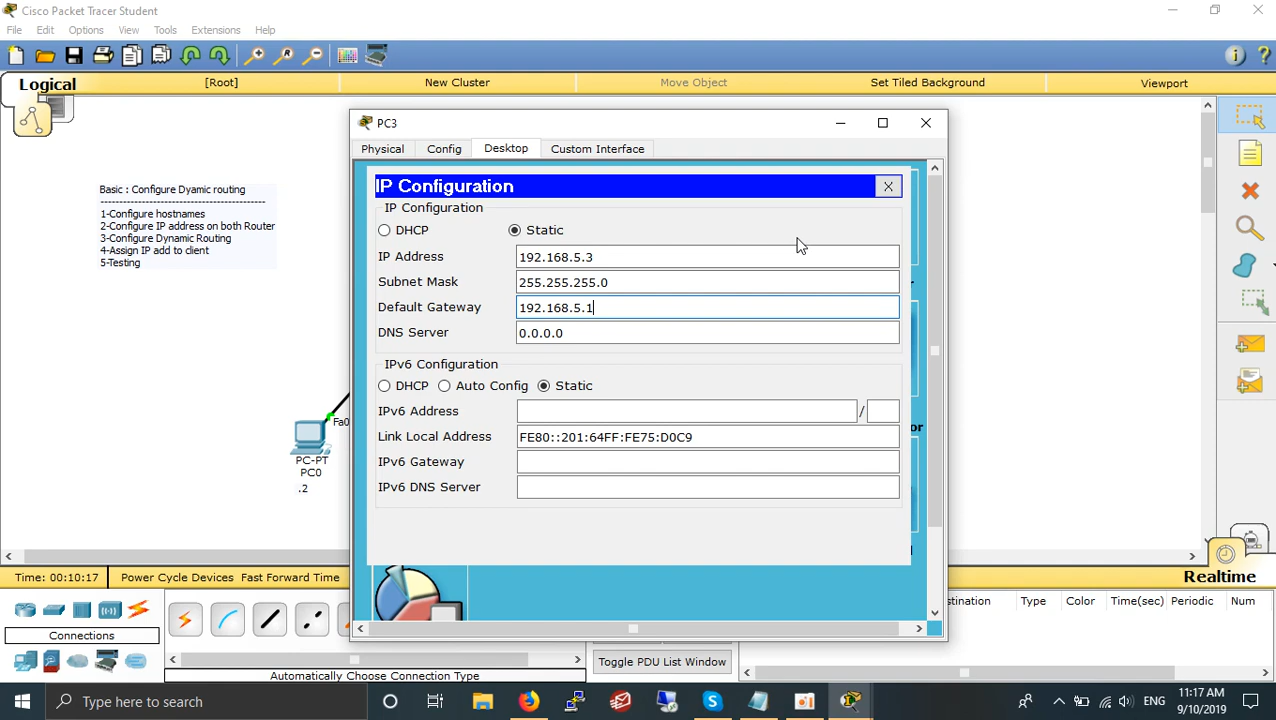 Cisco Packet Tracer Student
File Edit Options View Tools Extensions Help
Logical [Root] New Cluster Move Object Set Tiled Background Viewport
PC3
Physical Config Desktop Custom Interface
IP Configuration
IP Configuration
DHCP Static
IP Address 192.168.5.3
Subnet Mask 255.255.255.0
Default Gateway 192.168.5.1
DNS Server 0.0.0.0
IPv6 Configuration
DHCP Auto Config Static
IPv6 Address /
Link Local Address FE80::201:64FF:FE75:D0C9
IPv6 Gateway
IPv6 DNS Server
Basic : Configure Dyamic routing
---------------------------------------------
1-Configure hostnames
2-Configure IP address on both Router
3-Configure Dynamic Routing
4-Assign IP add to client
5-Testing
Fa0
PC-PT
PC0
.2
Time: 00:10:17 Power Cycle Devices Fast Forward Time Realtime
Connections
Automatically Choose Connection Type
Toggle PDU List Window
Type Color Time(sec) Periodic Num
Type here to search
ENG
11:17 AM
9/10/2019